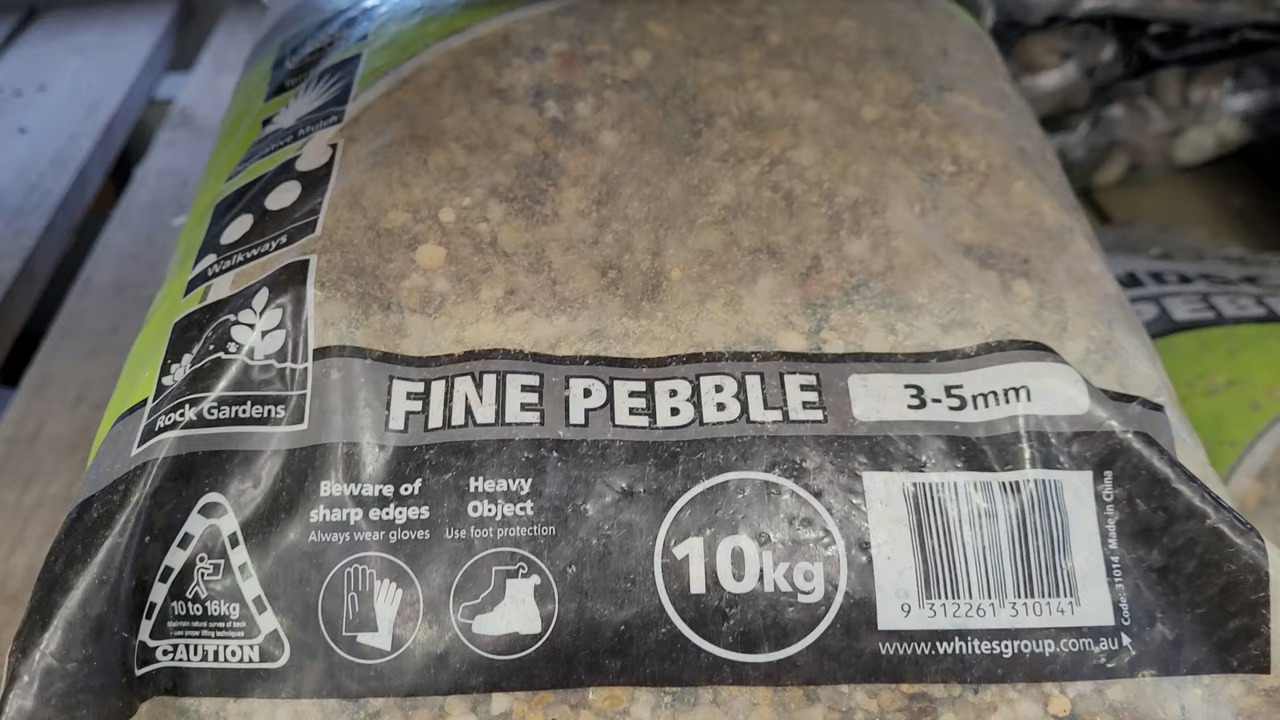 Mulch
Walkways
Rock Gardens
FINE PEBBLE
3-5mm
Beware of
sharp edges
Always wear gloves
Heavy
Object
Use foot protection
10 to 16kg
Maintain natural curves of back
- use proper lifting techniques
CAUTION
10kg
9 312261 310141
Code: 31014 Made in China
www.whitesgroup.com.au